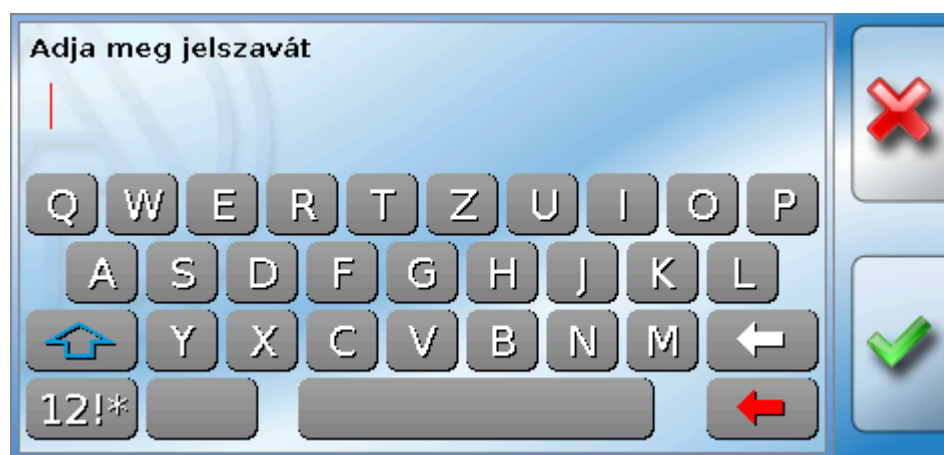 Adja meg jelszavát
Q W E R T Z U I O P
A S D F G H J K L
Y X C V B N M
12!*